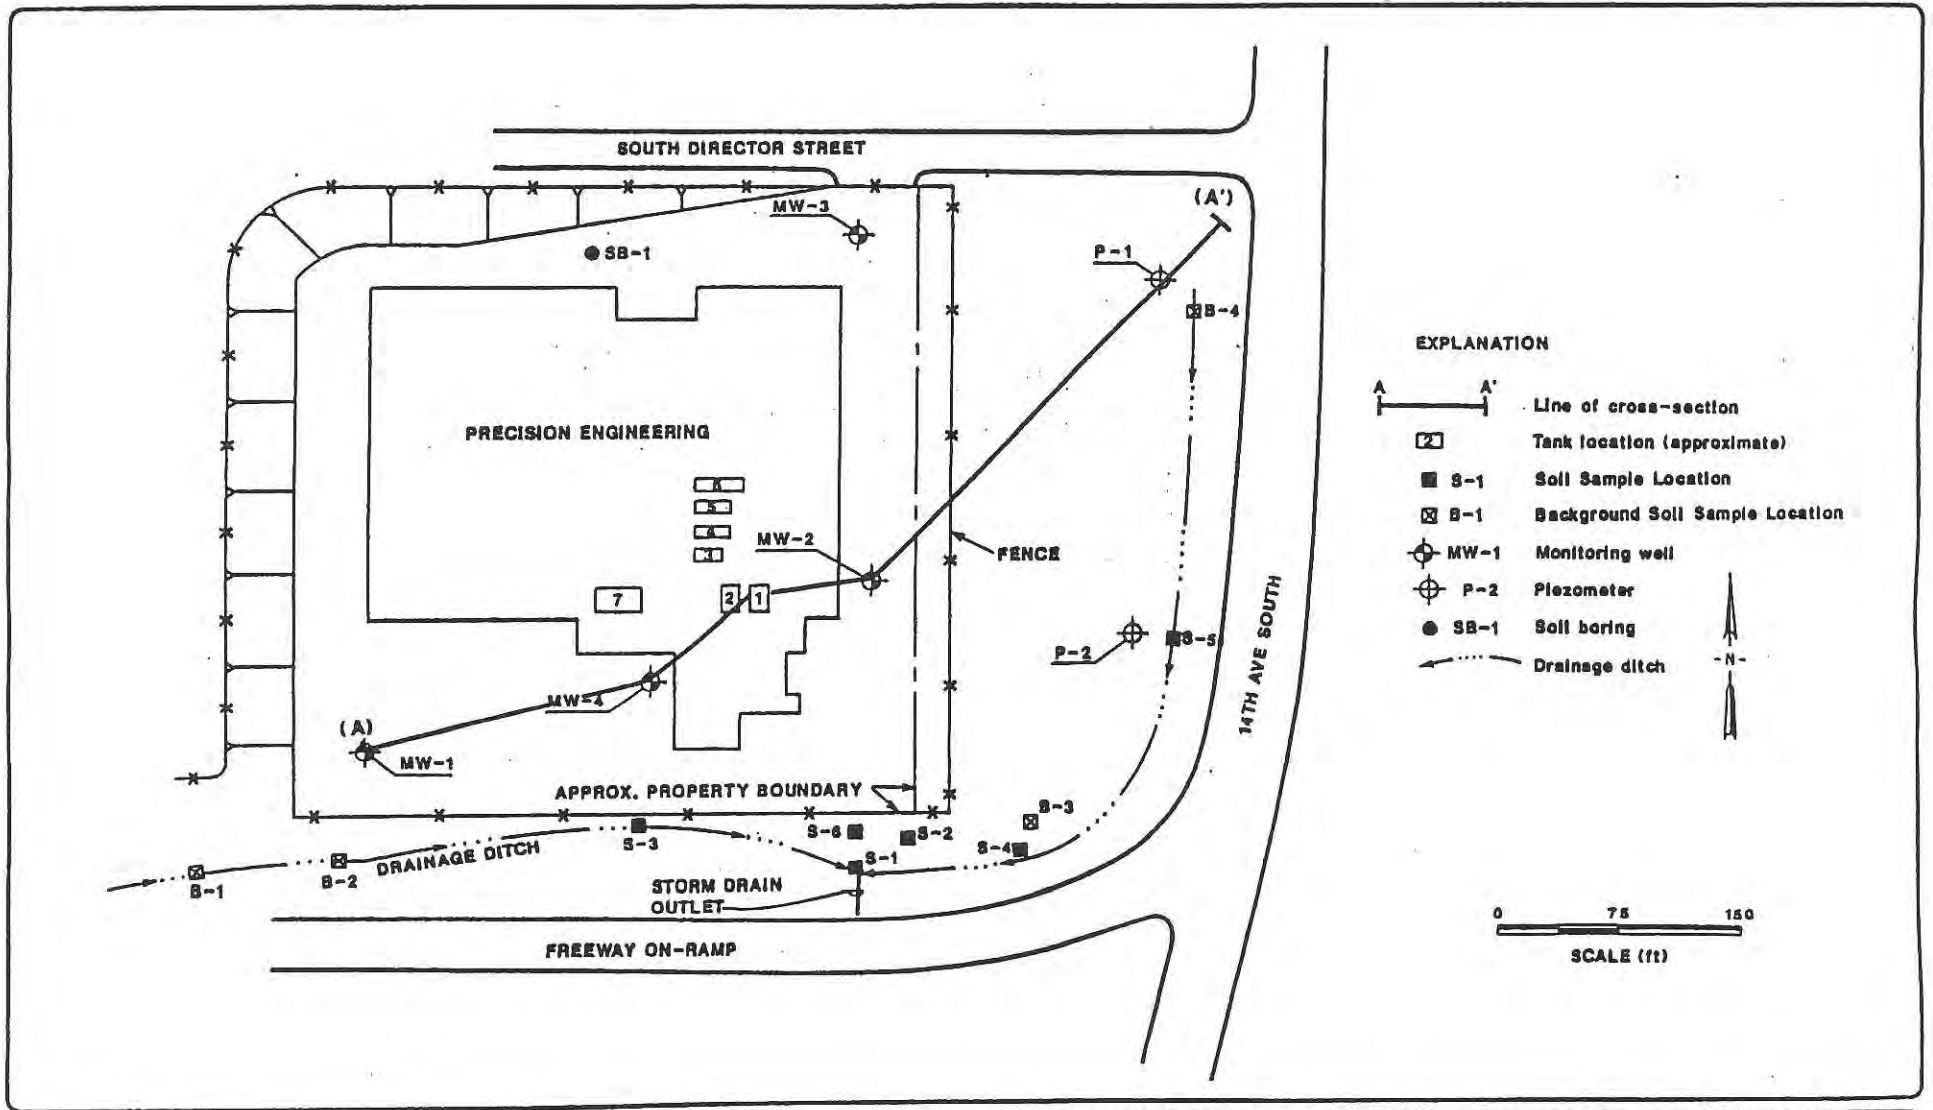 SOUTH DIRECTOR STREET
MW-3
SB-1
(A')
P-1
B-4
PRECISION ENGINEERING
6
5
4
3
MW-2
2
1
7
FENCE
P-2
S-5
14TH AVE SOUTH
MW-4
(A)
MW-1
APPROX. PROPERTY BOUNDARY
B-3
S-6
S-2
S-4
S-3
S-1
DRAINAGE DITCH
B-2
B-1
STORM DRAIN
OUTLET
FREEWAY ON-RAMP
EXPLANATION
A A'
Line of cross-section
2 Tank location (approximate)
S-1 Soil Sample Location
B-1 Background Soil Sample Location
MW-1 Monitoring well
P-2 Piezometer
SB-1 Soil boring
Drainage ditch
-N-
0 75 150
SCALE (ft)